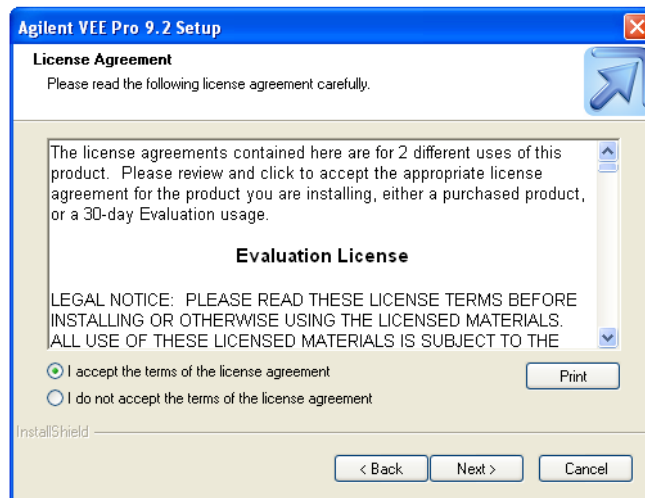 Agilent VEE Pro 9.2 Setup
License Agreement
Please read the following license agreement carefully.
The license agreements contained here are for 2 different uses of this
product.  Please review and click to accept the appropriate license
agreement for the product you are installing, either a purchased product,
or a 30-day Evaluation usage.
Evaluation License
LEGAL NOTICE:  PLEASE READ THESE LICENSE TERMS BEFORE
INSTALLING OR OTHERWISE USING THE LICENSED MATERIALS.
ALL USE OF THESE LICENSED MATERIALS IS SUBJECT TO THE
I accept the terms of the license agreement
Print
I do not accept the terms of the license agreement
InstallShield
< Back
Next >
Cancel